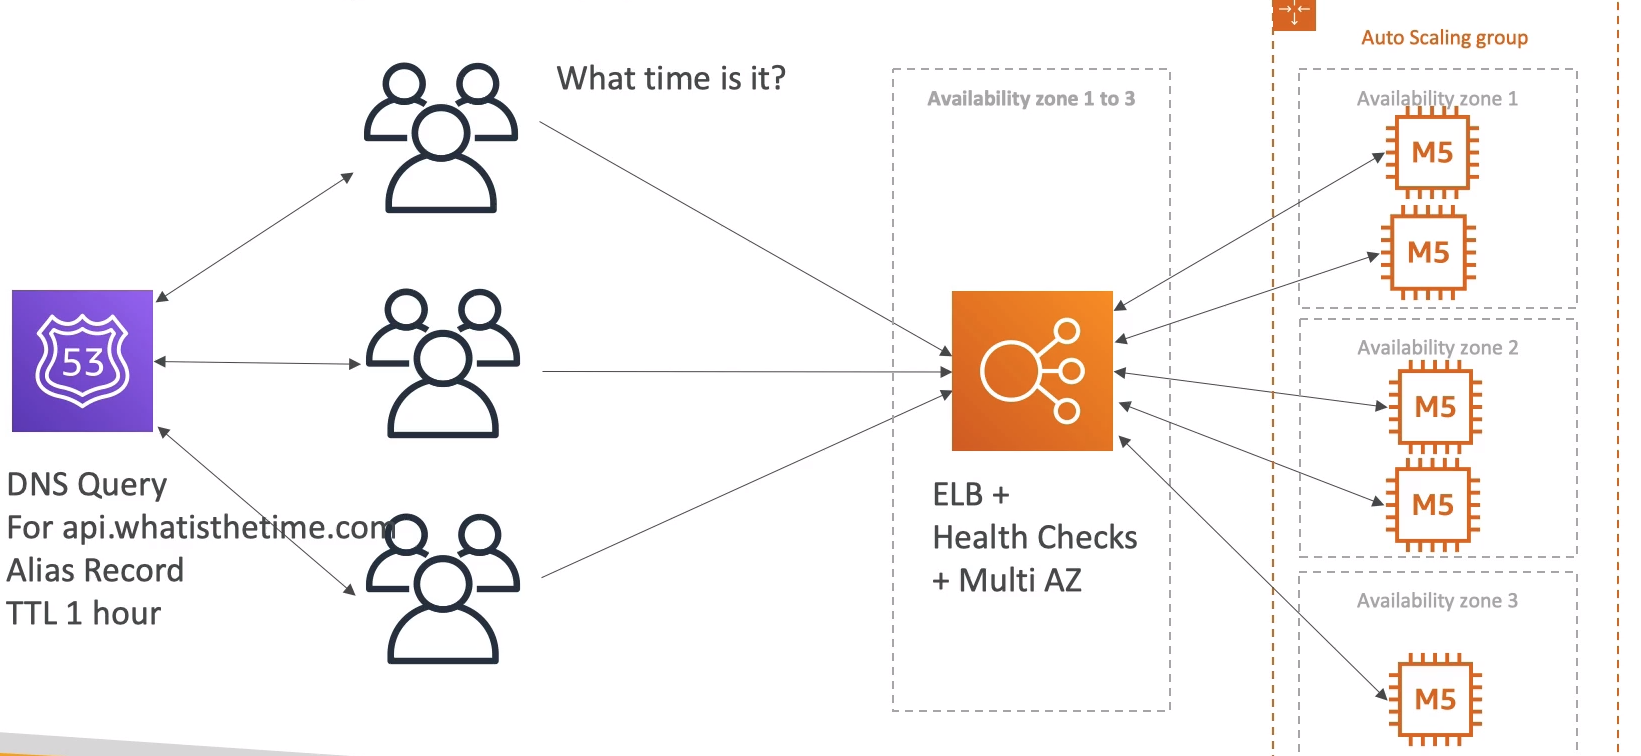 What time is it?
53
DNS Query
For api.whatisthetime.com
Alias Record
TTL 1 hour
Availability zone 1 to 3
ELB +
Health Checks
+ Multi AZ
Auto Scaling group
Availability zone 1
M5
M5
Availability zone 2
M5
M5
Availability zone 3
M5